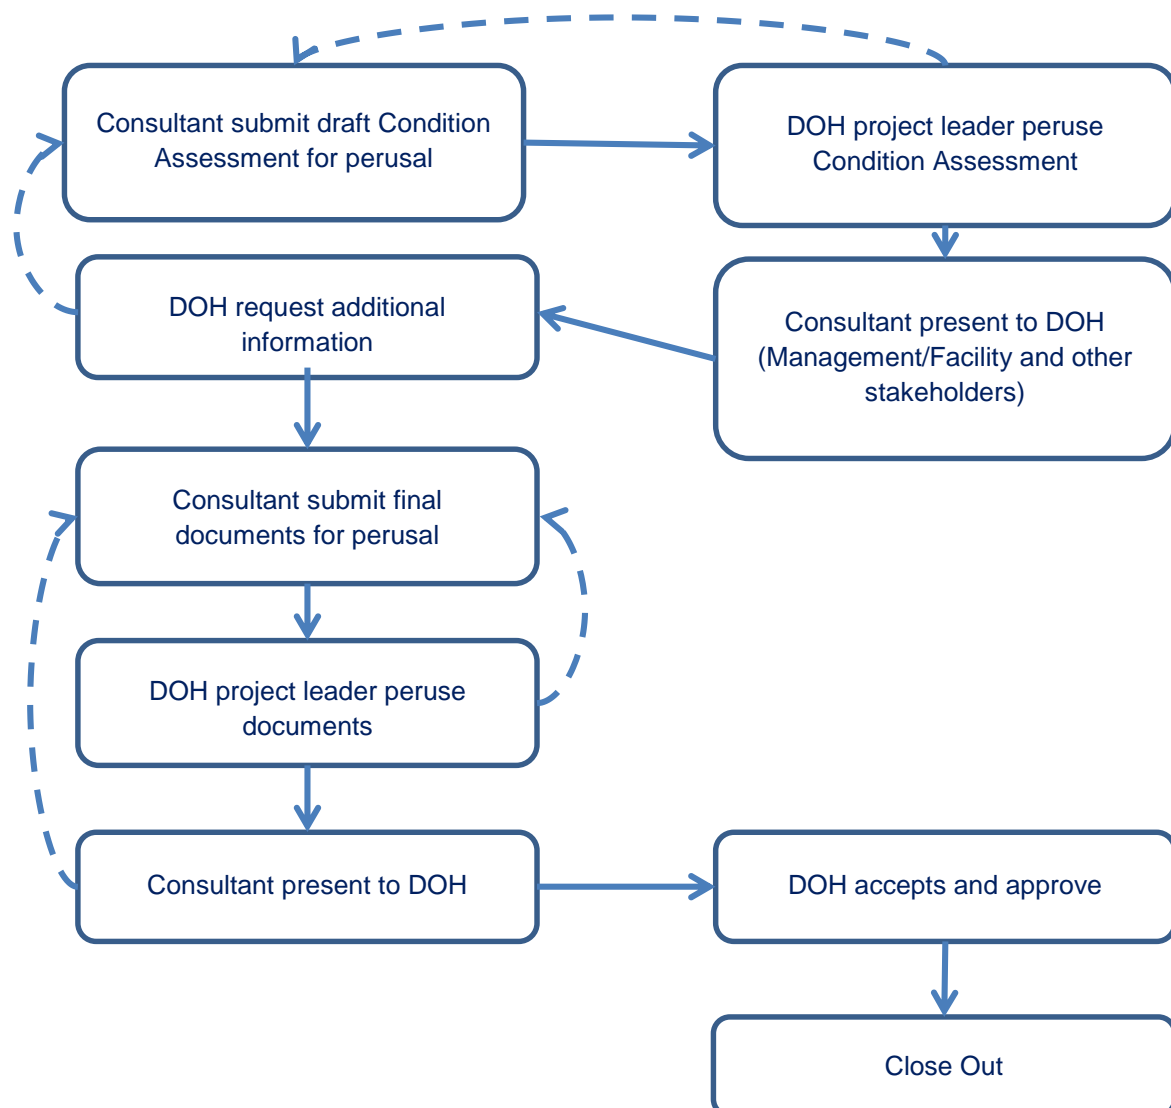 Consultant submit draft Condition
Assessment for perusal
DOH project leader peruse
Condition Assessment
DOH request additional
information
Consultant present to DOH
(Management/Facility and other
stakeholders)
Consultant submit final
documents for perusal
DOH project leader peruse
documents
Consultant present to DOH
DOH accepts and approve
Close Out